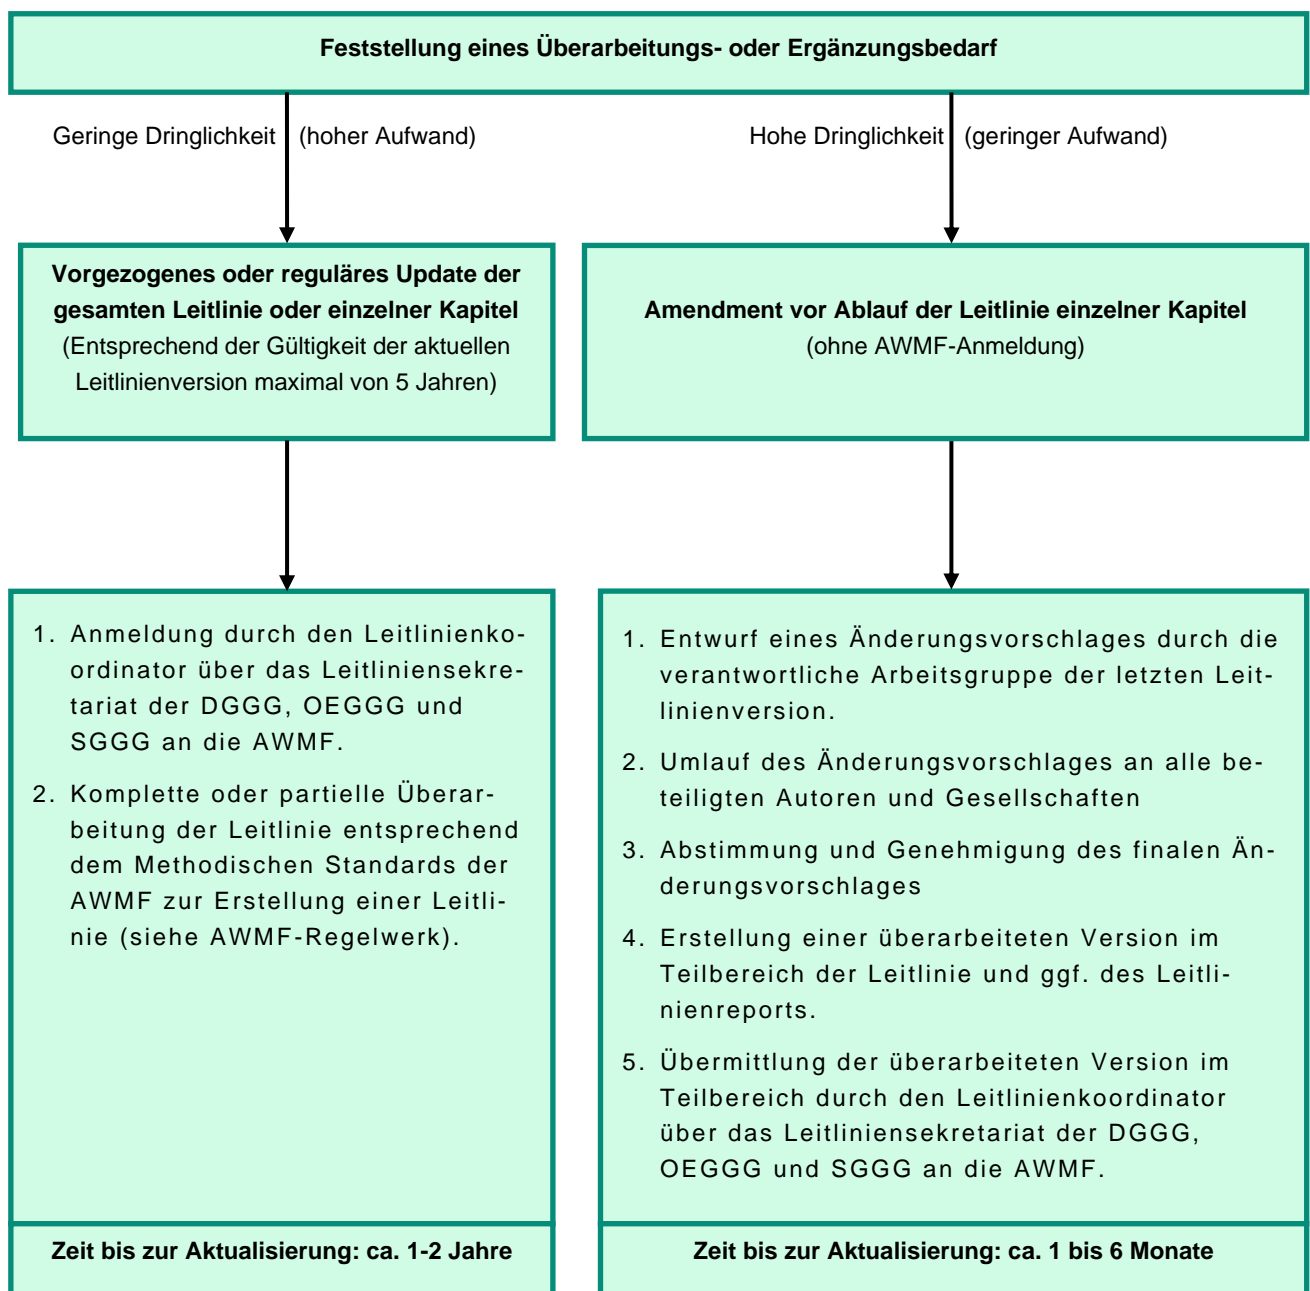 Feststellung eines Überarbeitungs- oder Ergänzungsbedarf
Geringe Dringlichkeit (hoher Aufwand)
Hohe Dringlichkeit (geringer Aufwand)
Vorgezogenes oder reguläres Update der
gesamten Leitlinie oder einzelner Kapitel
(Entsprechend der Gültigkeit der aktuellen
Leitlinienversion maximal von 5 Jahren)
Amendment vor Ablauf der Leitlinie einzelner Kapitel
(ohne AWMF-Anmeldung)
1. Anmeldung durch den Leitlinienko-
ordinator über das Leitliniensekre-
tariat der DGGG, OEGGG und
SGGG an die AWMF.
2. Komplette oder partielle Überar-
beitung der Leitlinie entsprechend
dem Methodischen Standards der
AWMF zur Erstellung einer Leitli-
nie (siehe AWMF-Regelwerk).
Zeit bis zur Aktualisierung: ca. 1-2 Jahre
1. Entwurf eines Änderungsvorschlages durch die
verantwortliche Arbeitsgruppe der letzten Leit-
linienversion.
2. Umlauf des Änderungsvorschlages an alle be-
teiligten Autoren und Gesellschaften
3. Abstimmung und Genehmigung des finalen Än-
derungsvorschlages
4. Erstellung einer überarbeiteten Version im
Teilbereich der Leitlinie und ggf. des Leitli-
nienreports.
5. Übermittlung der überarbeiteten Version im
Teilbereich durch den Leitlinienkoordinator
über das Leitliniensekretariat der DGGG,
OEGGG und SGGG an die AWMF.
Zeit bis zur Aktualisierung: ca. 1 bis 6 Monate